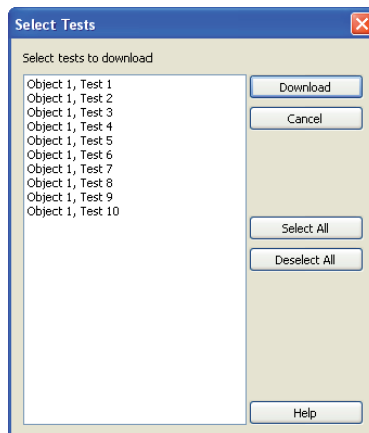 Select Tests
Select tests to download
Object 1, Test 1
Object 1, Test 2
Object 1, Test 3
Object 1, Test 4
Object 1, Test 5
Object 1, Test 6
Object 1, Test 7
Object 1, Test 8
Object 1, Test 9
Object 1, Test 10
Download
Cancel
Select All
Deselect All
Help